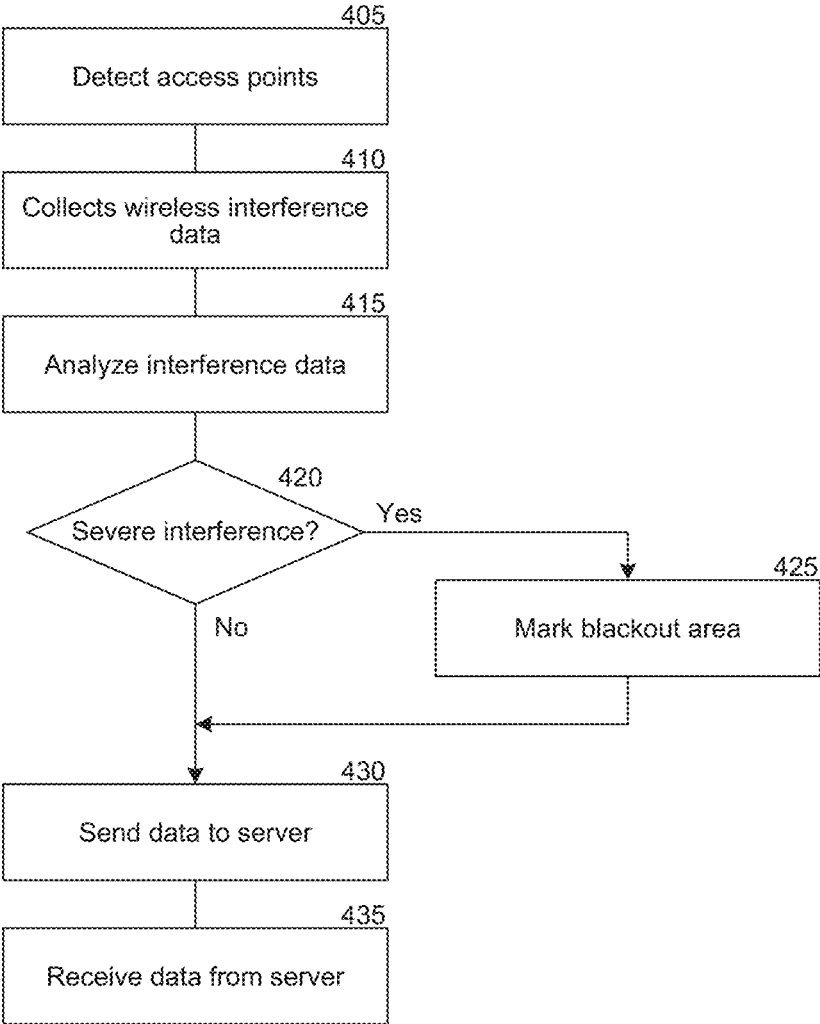 405
Detect access points
410
Collects wireless interference
data
415
Analyze interference data
420
Severe interference?
Yes
425
Mark blackout area
No
430
Send data to server
435
Receive data from server